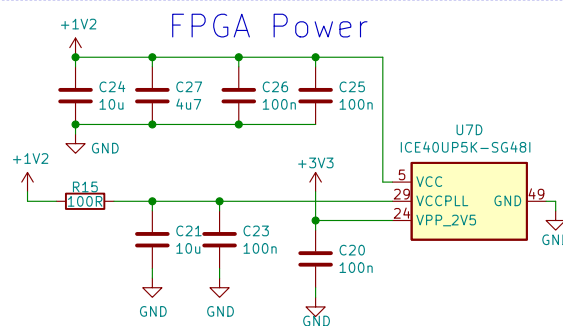 FPGA Power
+1V2
C24
10u
C27
4u7
C26
100n
C25
100n
GND
U7D
ICE40UP5K-SG48I
+1V2
R15
100R
+3V3
5
VCC
29
VCCPLL
24
VPP_2V5
GND
49
GND
C21
10u
C23
100n
C20
100n
GND
GND
GND